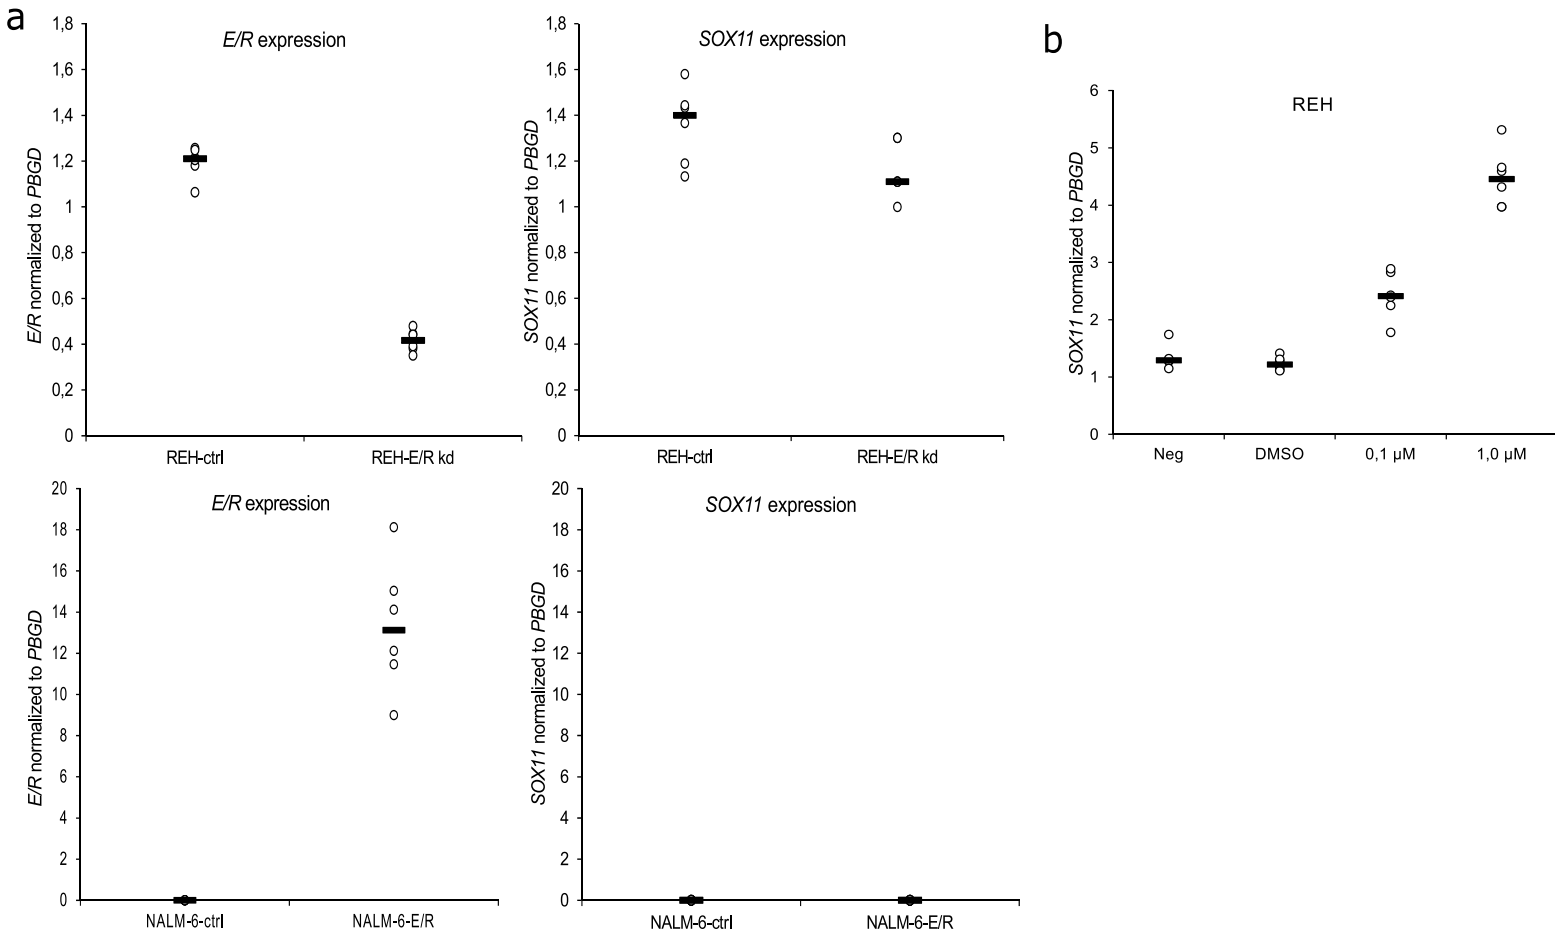 a
E/R expression
E/R normalized to PBGD
1,8
1,6
1,4
1,2
1
0,8
0,6
0,4
0,2
0
REH-ctrl
REH-E/R kd
SOX11 expression
SOX11 normalized to PBGD
1,8
1,6
1,4
1,2
1
0,8
0,6
0,4
0,2
0
REH-ctrl
REH-E/R kd
b
REH
SOX11 normalized to PBGD
6
5
4
3
2
1
0
Neg
DMSO
0,1 µM
1,0 µM
E/R expression
E/R normalized to PBGD
20
18
16
14
12
10
8
6
4
2
0
NALM-6-ctrl
NALM-6-E/R
SOX11 expression
SOX11 normalized to PBGD
20
18
16
14
12
10
8
6
4
2
0
NALM-6-ctrl
NALM-6-E/R